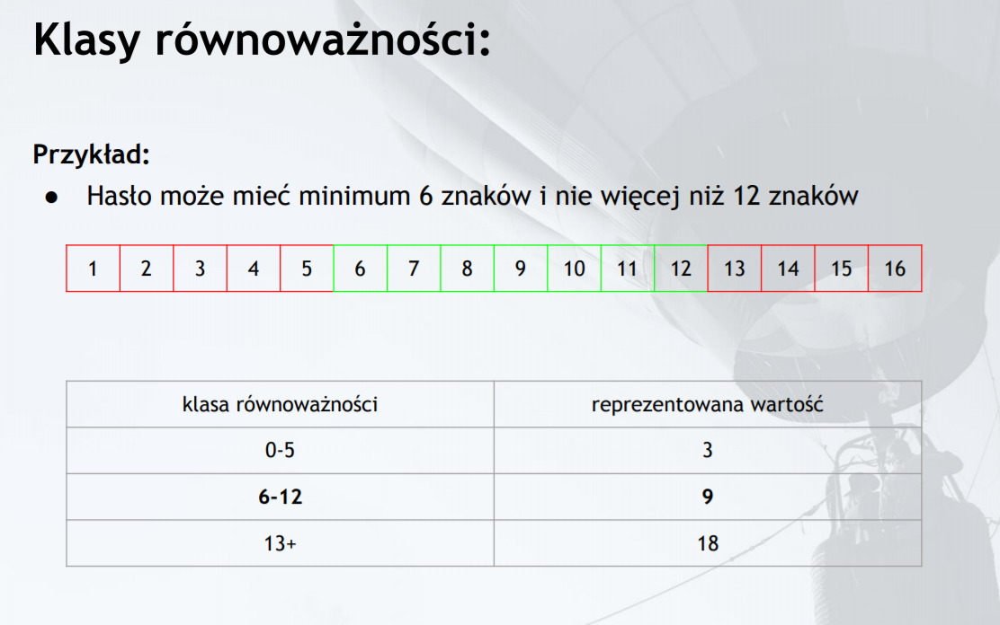 Klasy równoważności:
Przykład:
● Hasło może mieć minimum 6 znaków i nie więcej niż 12 znaków
1 2 3 4 5 6 7 8 9 10 11 12 13 14 15 16
klasa równoważności reprezentowana wartość
0-5 3
6-12 9
13+ 18